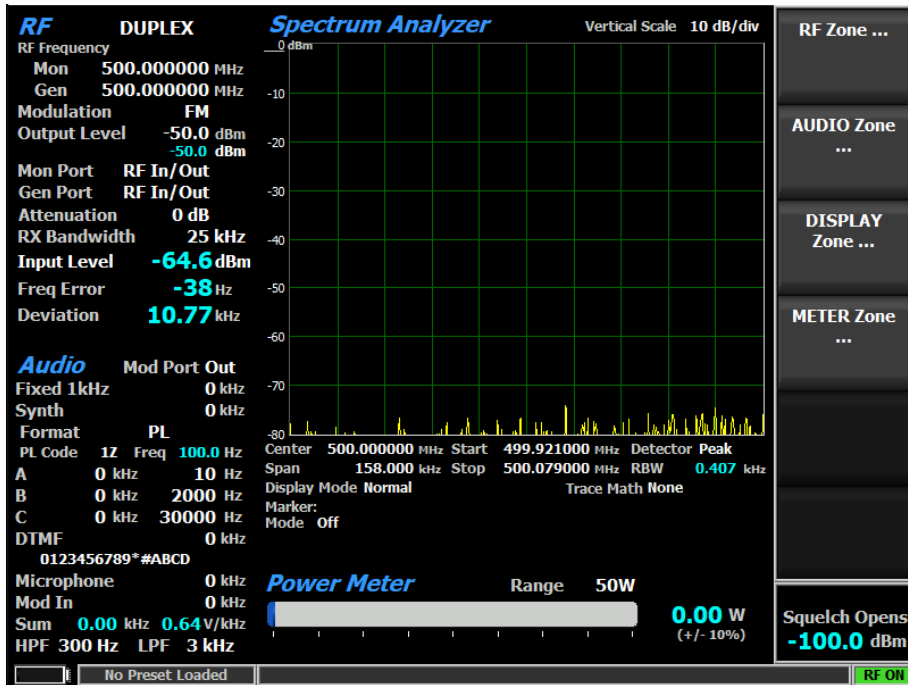 RF DUPLEX
RF Frequency
Mon 500.000000 MHz
Gen 500.000000 MHz
Modulation FM
Output Level -50.0 dBm
-50.0 dBm
Mon Port RF In/Out
Gen Port RF In/Out
Attenuation 0 dB
RX Bandwidth 25 kHz
Input Level -64.6 dBm
Freq Error -38 Hz
Deviation 10.77 kHz
Audio Mod Port Out
Fixed 1kHz 0 kHz
Synth 0 kHz
Format PL
PL Code 1Z Freq 100.0 Hz
A 0 kHz 10 Hz
B 0 kHz 2000 Hz
C 0 kHz 30000 Hz
DTMF 0 kHz
0123456789*#ABCD
Microphone 0 kHz
Mod In 0 kHz
Sum 0.00 kHz 0.64 V/kHz
HPF 300 Hz LPF 3 kHz
Spectrum Analyzer Vertical Scale 10 dB/div
0 dBm
-10
-20
-30
-40
-50
-60
-70
-80
Center 500.000000 MHz Start 499.921000 MHz Detector Peak
Span 158.000 kHz Stop 500.079000 MHz RBW 0.407 kHz
Display Mode Normal Trace Math None
Marker:
Mode Off
Power Meter Range 50W
0.00 W
(+/- 10%)
RF Zone ...
AUDIO Zone
...
DISPLAY
Zone ...
METER Zone
...
Squelch Opens
-100.0 dBm
No Preset Loaded
RF ON